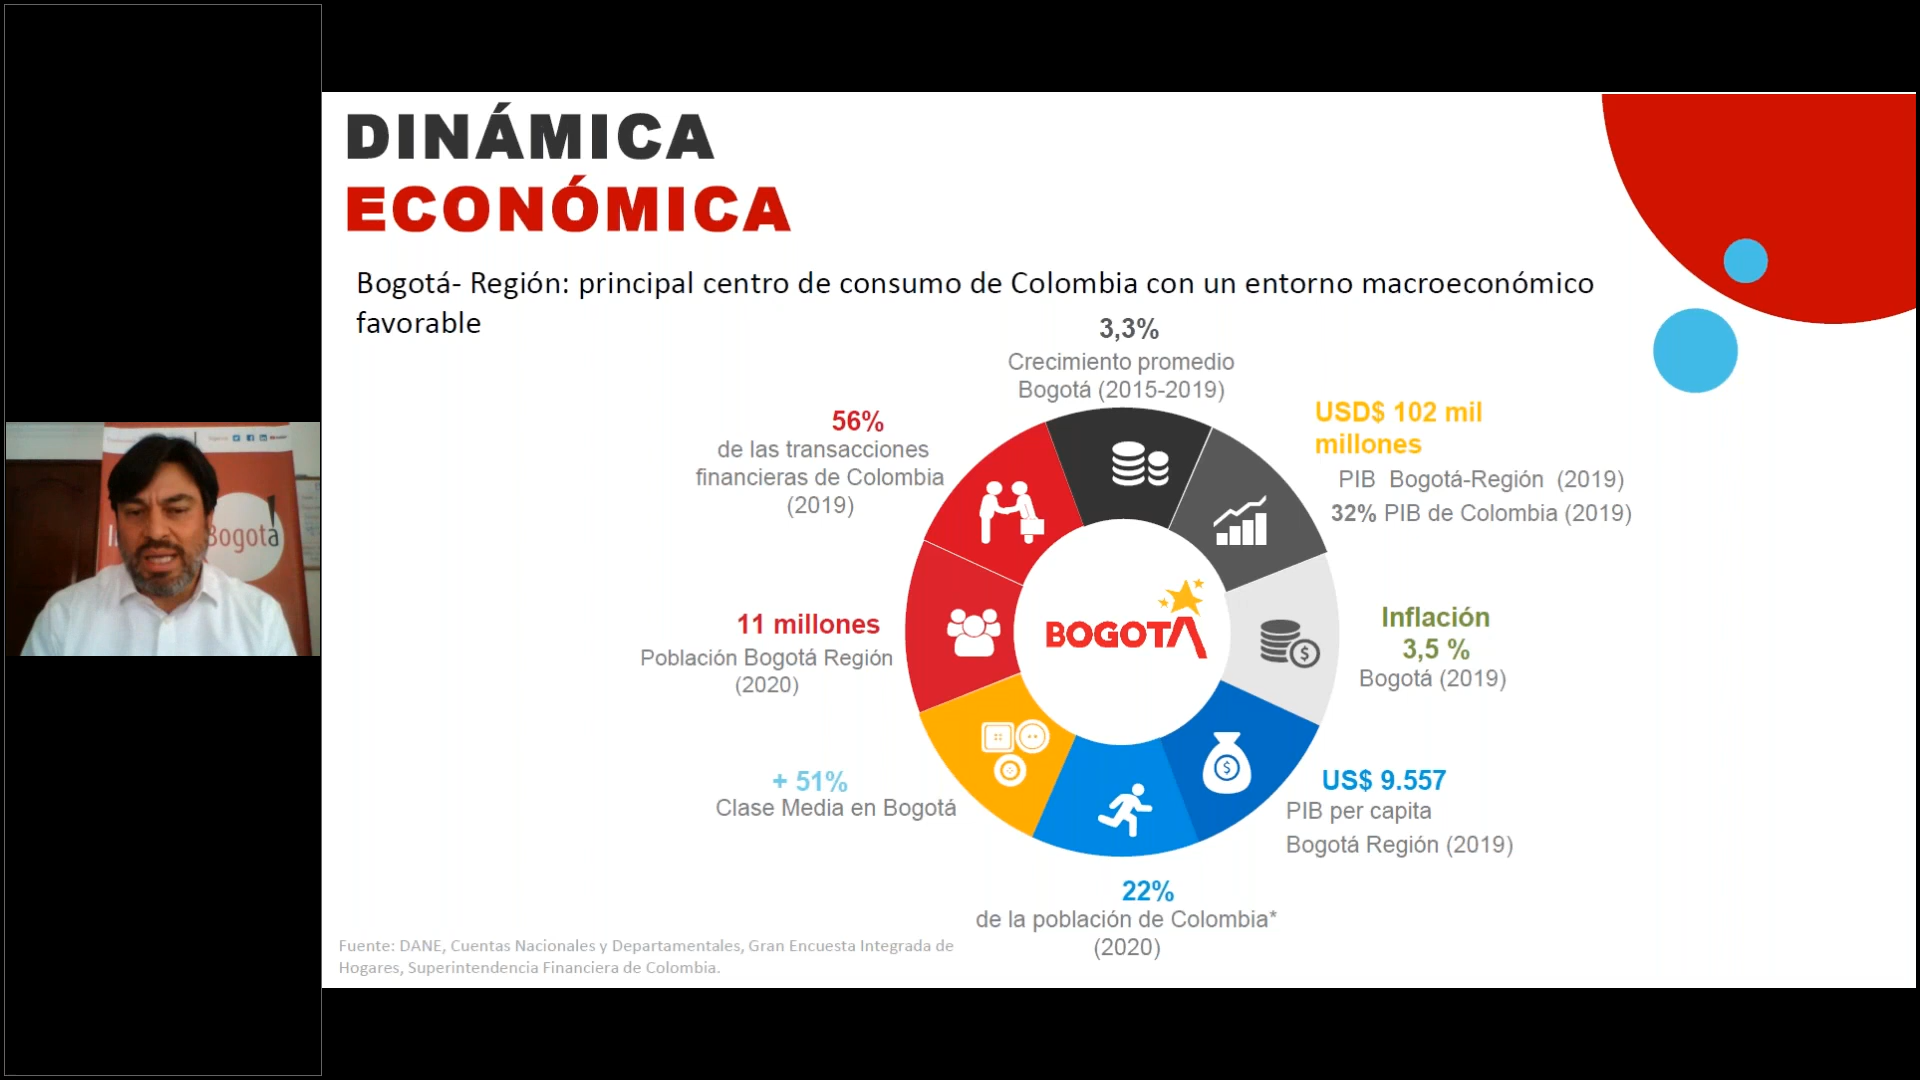 DINÁMICA
ECONÓMICA
Bogotá- Región: principal centro de consumo de Colombia con un entorno macroeconómico
favorable
3,3%
Crecimiento promedio
Bogotá (2015-2019)
USD$ 102 mil
millones
PIB Bogotá-Región (2019)
32% PIB de Colombia (2019)
Inflación
3,5 %
Bogotá (2019)
US$ 9.557
PIB per capita
Bogotá Región (2019)
22%
de la población de Colombia*
(2020)
+ 51%
Clase Media en Bogotá
11 millones
Población Bogotá Región
(2020)
56%
de las transacciones
financieras de Colombia
(2019)
BOGOTÁ
Bogotá
Fuente: DANE, Cuentas Nacionales y Departamentales, Gran Encuesta Integrada de
Hogares, Superintendencia Financiera de Colombia.